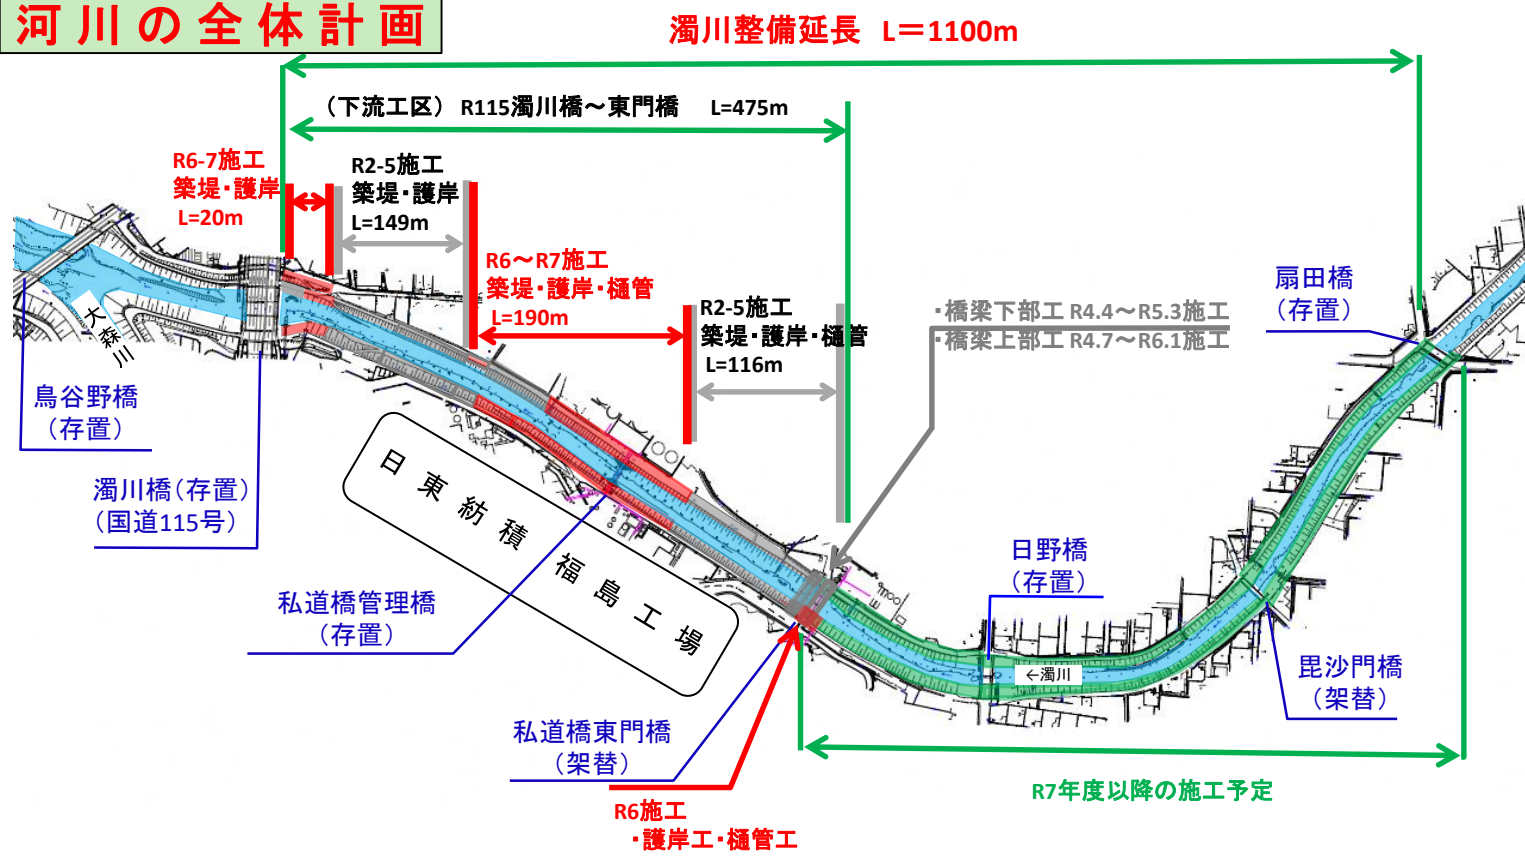 河川の全体計画
濁川整備延長 L＝1100m
（下流工区）R115濁川橋～東門橋 L=475m
R6-7施工
築堤・護岸
L=20m
R2-5施工
築堤・護岸
L=149m
R6～R7施工
築堤・護岸・樋管
L=190m
R2-5施工
築堤・護岸・樋管
L=116m
・橋梁下部工 R4.4～R5.3施工
・橋梁上部工 R4.7～R6.1施工
扇田橋
（存置）
大森川
鳥谷野橋
（存置）
濁川橋（存置）
（国道115号）
日東紡績 福島工場
私道橋管理橋
（存置）
日野橋
（存置）
←濁川
毘沙門橋
（架替）
私道橋東門橋
（架替）
R7年度以降の施工予定
R6施工
・護岸工・樋管工